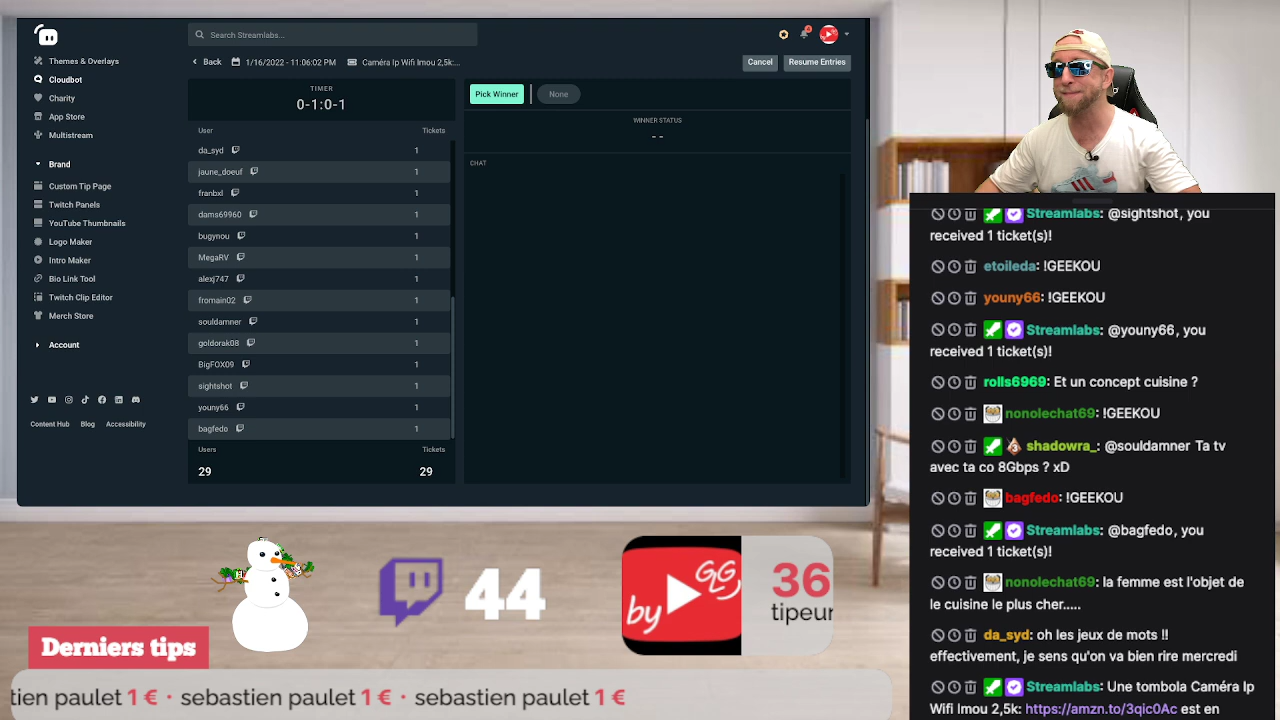 Search Streamlabs...
Themes & Overlays
Cloudbot
Charity
App Store
Multistream
Brand
Custom Tip Page
Twitch Panels
YouTube Thumbnails
Logo Maker
Intro Maker
Bio Link Tool
Twitch Clip Editor
Merch Store
Account
Content Hub Blog Accessibility
Back 1/16/2022 - 11:06:02 PM Caméra Ip Wifi Imou 2,5k:...
Cancel Resume Entries
TIMER
0-1:0-1
User Tickets
da_syd 1
jaune_doeuf 1
franbxl 1
dams69960 1
bugynou 1
MegaRV 1
alexj747 1
fromain02 1
souldamner 1
goldorak08 1
BigFOX09 1
sightshot 1
youny66 1
bagfedo 1
Users Tickets
29 29
Pick Winner None
WINNER STATUS
--
CHAT
Streamlabs: @sightshot, you
received 1 ticket(s)!
etoileda: !GEEKOU
youny66: !GEEKOU
Streamlabs: @youny66, you
received 1 ticket(s)!
rolls6969: Et un concept cuisine ?
nonolechat69: !GEEKOU
shadowra_: @souldamner Ta tv
avec ta co 8Gbps ? xD
bagfedo: !GEEKOU
Streamlabs: @bagfedo, you
received 1 ticket(s)!
nonolechat69: la femme est l'objet de
le cuisine le plus cher.....
da_syd: oh les jeux de mots !!
effectivement, je sens qu'on va bien rire mercredi
Streamlabs: Une tombola Caméra Ip
Wifi Imou 2,5k: https://amzn.to/3qic0Ac est en
44
by GLG
36
tipeur
Derniers tips
tien paulet 1 € · sebastien paulet 1 € · sebastien paulet 1 €